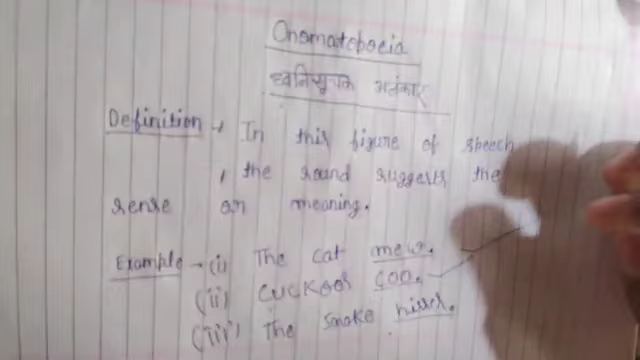 Onomatopoeia
ध्वनिसूचक अलंकार
Definition → In this figure of speech
, the sound suggests the
sense or meaning.
Example → (i) The cat mew.
(ii) Cuckoos coo.
(iii) The snake hiss.